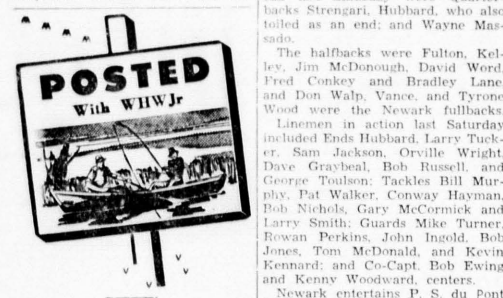 POSTED
With WHWJr
backs Strengari, Hubbard, who also
toiled as an end; and Wayne Mas-
sado.
The halfbacks were Fulton, Kel-
ley, Jim McDonough, David Word,
Fred Conkey and Bradley Lane,
and Don Walp, Vance, and Tyrone
Wood were the Newark fullbacks.
Linemen in action last Saturday
included Ends Hubbard, Larry Tuck-
er, Sam Jackson, Orville Wright,
Dave Graybeal, Bob Russell, and
George Toulson; Tackles Bill Mur-
phy, Pat Walker, Conway Hayman,
Bob Nichols, Gary McCormick and
Larry Smith; Guards Mike Turner,
Rowan Perkins, John Ingold, Bob
Jones, Tom McDonald, and Kevin
Kennard; and Co-Capt. Bob Ewing
and Kenny Woodward, centers.
Newark entertains P. S. du Pont